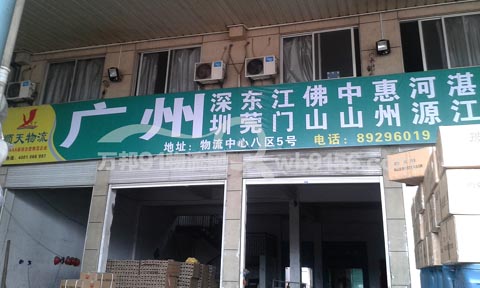 广州
深圳 东莞 江门 佛山 中山 惠州 河源 湛江
地址：物流中心八区5号
电话：89296019
顺天物流